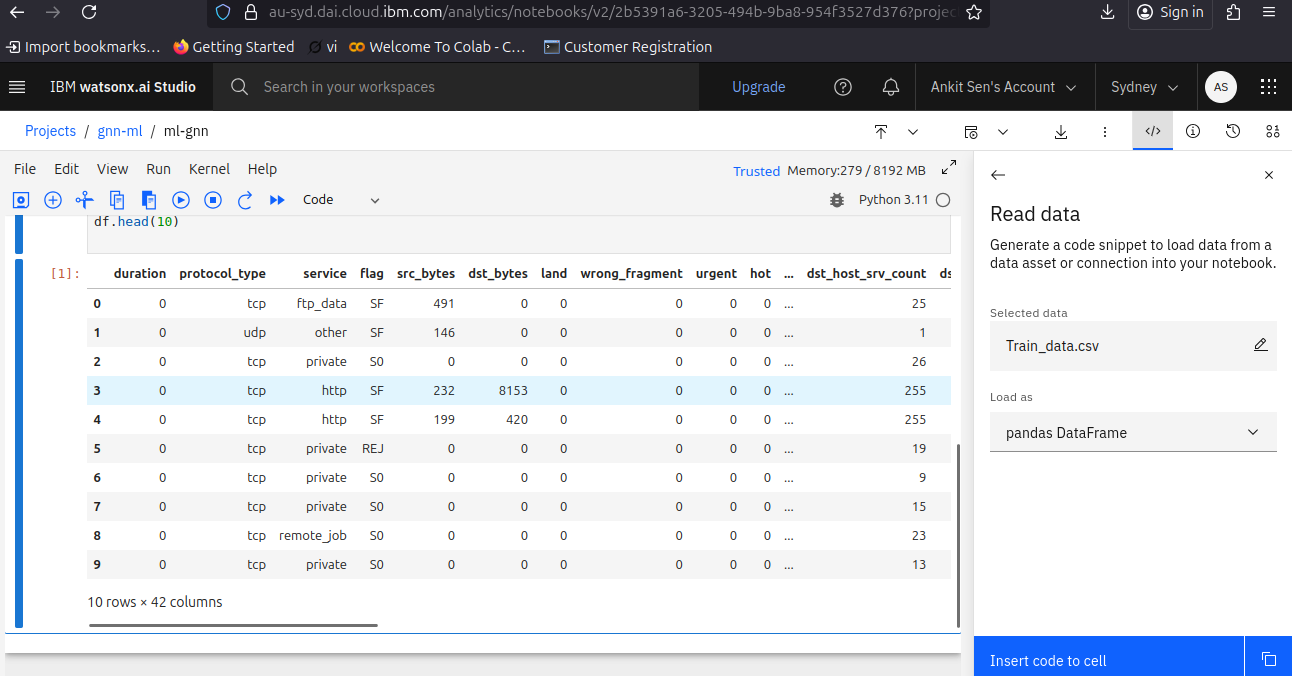 au-syd.dai.cloud.ibm.com/analytics/notebooks/v2/2b5391a6-3205-494b-9ba8-954f3527d376?projec
Sign in
Import bookmarks...
Getting Started
vi
Welcome To Colab - C...
Customer Registration
IBM watsonx.ai Studio
Search in your workspaces
Upgrade
Ankit Sen's Account
Sydney
AS
Projects / gnn-ml / ml-gnn
File Edit View Run Kernel Help
Trusted Memory:279 / 8192 MB
Code
Python 3.11
df.head(10)
[1]: duration protocol_type service flag src_bytes dst_bytes land wrong_fragment urgent hot ... dst_host_srv_count ds
0 0 tcp ftp_data SF 491 0 0 0 0 0 ... 25
1 0 udp other SF 146 0 0 0 0 0 ... 1
2 0 tcp private S0 0 0 0 0 0 0 ... 26
3 0 tcp http SF 232 8153 0 0 0 0 ... 255
4 0 tcp http SF 199 420 0 0 0 0 ... 255
5 0 tcp private REJ 0 0 0 0 0 0 ... 19
6 0 tcp private S0 0 0 0 0 0 0 ... 9
7 0 tcp private S0 0 0 0 0 0 0 ... 15
8 0 tcp remote_job S0 0 0 0 0 0 0 ... 23
9 0 tcp private S0 0 0 0 0 0 0 ... 13
10 rows × 42 columns
Read data
Generate a code snippet to load data from a
data asset or connection into your notebook.
Selected data
Train_data.csv
Load as
pandas DataFrame
Insert code to cell